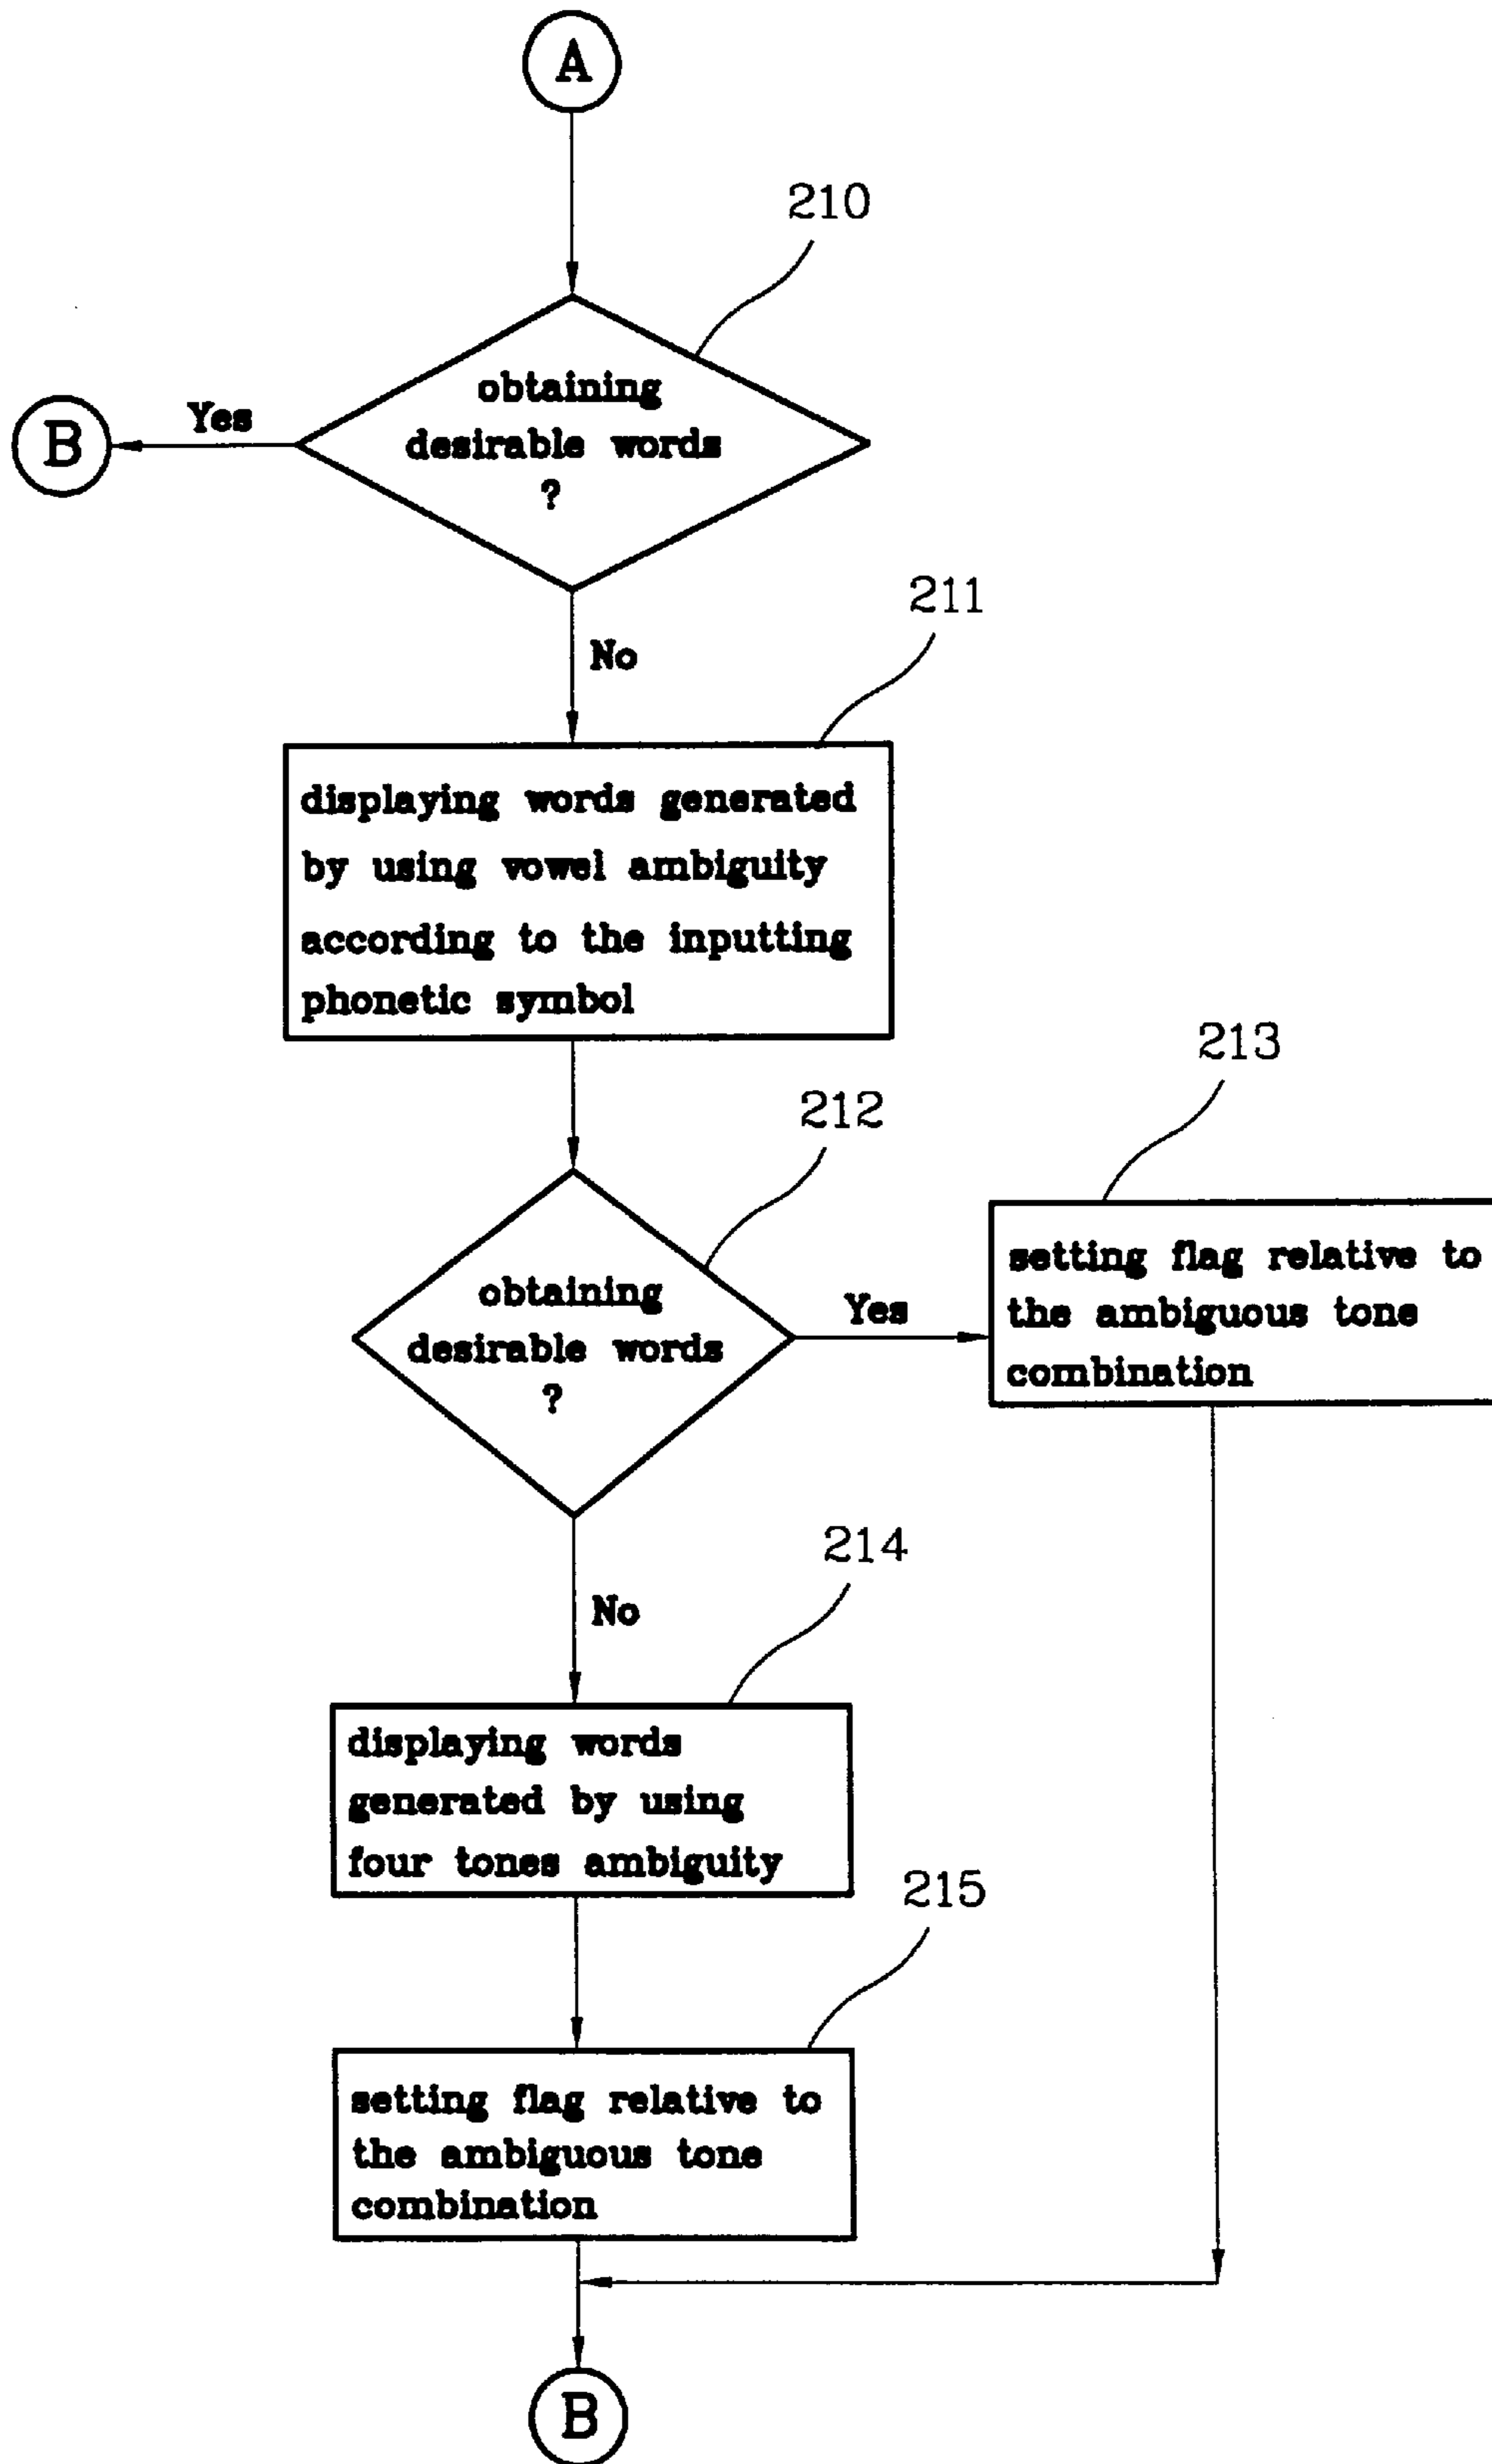 A
210
obtaining
desirable words
?
Yes
B
No
211
displaying words generated
by using vowel ambiguity
according to the inputting
phonetic symbol
212
obtaining
desirable words
?
Yes
213
setting flag relative to
the ambiguous tone
combination
No
214
displaying words
generated by using
four tones ambiguity
215
setting flag relative to
the ambiguous tone
combination
B